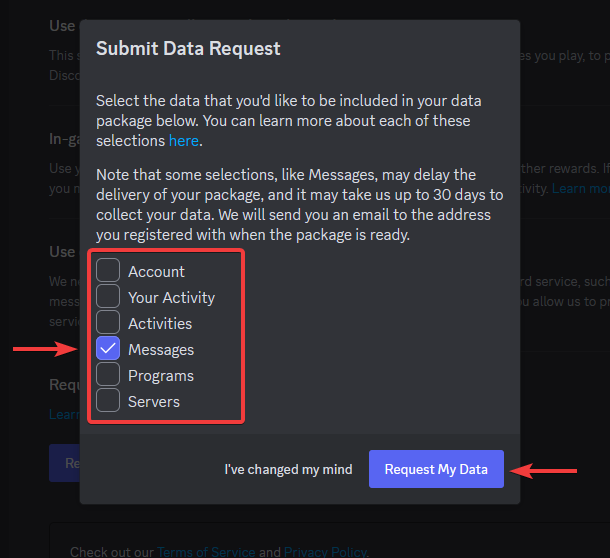 Use
Submit Data Request
This
es you play, to p
Disco
Select the data that you'd like to be included in your data
package below. You can learn more about each of these
selections here.
In-ga
Use y
ther rewards. If
you m
tivity. Learn mo
Note that some selections, like Messages, may delay the
delivery of your package, and it may take us up to 30 days to
collect your data. We will send you an email to the address
you registered with when the package is ready.
Use
We ne
rd service, such
mess
ou allow us to pr
servic
Account
Your Activity
Activities
Messages
Programs
Servers
Requ
Learn
Re
I've changed my mind
Request My Data
Check out our Terms of Service and Privacy Policy.